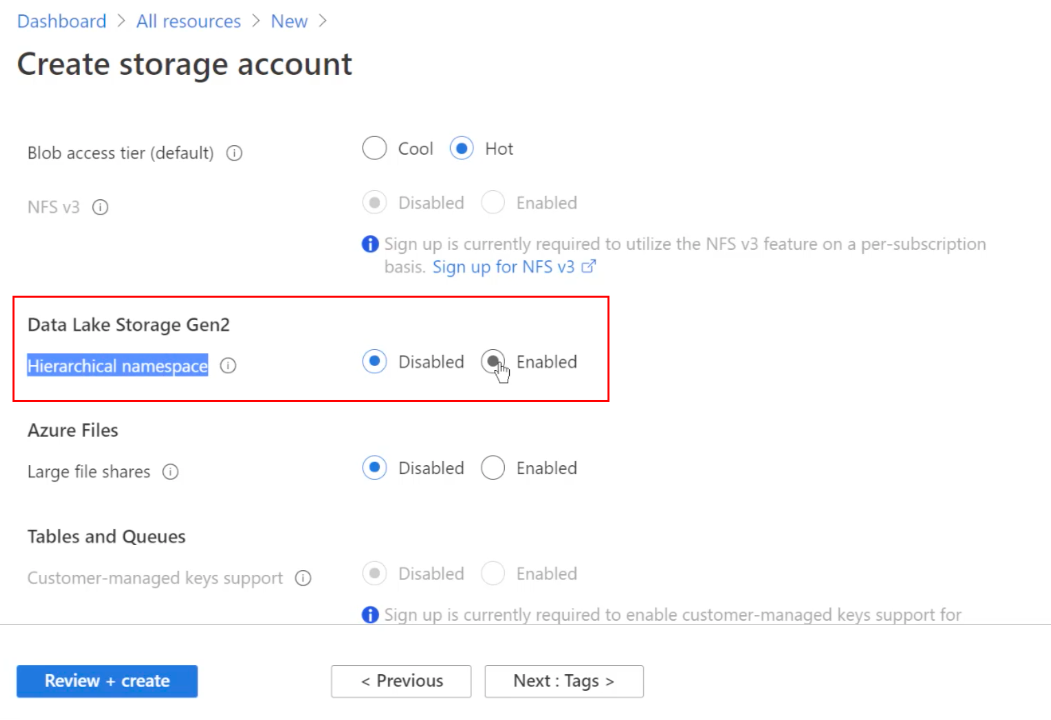 Dashboard > All resources > New >
Create storage account
Blob access tier (default) Cool Hot
NFS v3 Disabled Enabled
Sign up is currently required to utilize the NFS v3 feature on a per-subscription
basis. Sign up for NFS v3
Data Lake Storage Gen2
Hierarchical namespace Disabled Enabled
Azure Files
Large file shares Disabled Enabled
Tables and Queues
Customer-managed keys support Disabled Enabled
Sign up is currently required to enable customer-managed keys support for
Review + create < Previous Next : Tags >